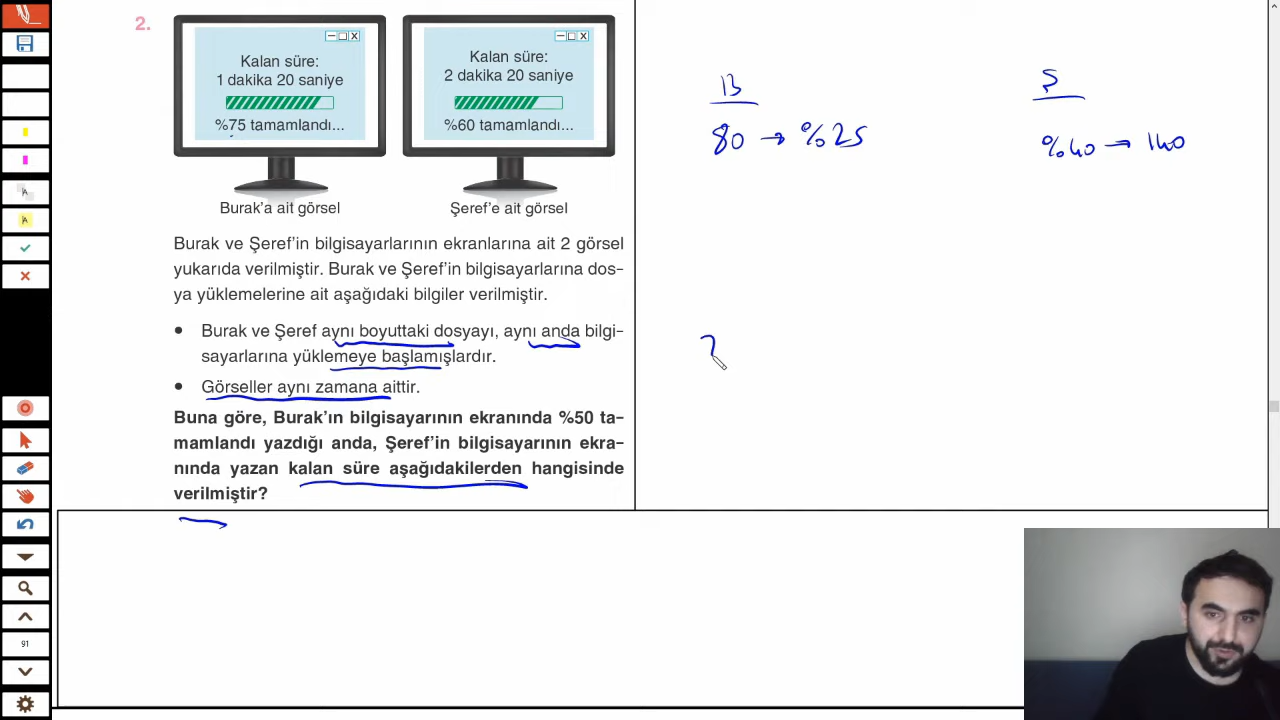 2.
Kalan süre:
1 dakika 20 saniye
%75 tamamlandı...
Kalan süre:
2 dakika 20 saniye
%60 tamamlandı...
Burak'a ait görsel
Şeref'e ait görsel
Burak ve Şeref'in bilgisayarlarının ekranlarına ait 2 görsel
yukarıda verilmiştir. Burak ve Şeref'in bilgisayarlarına dos-
ya yüklemelerine ait aşağıdaki bilgiler verilmiştir.
• Burak ve Şeref aynı boyuttaki dosyayı, aynı anda bilgi-
sayarlarına yüklemeye başlamışlardır.
• Görseller aynı zamana aittir.
Buna göre, Burak'ın bilgisayarının ekranında %50 ta-
mamlandı yazdığı anda, Şeref'in bilgisayarının ekra-
nında yazan kalan süre aşağıdakilerden hangisinde
verilmiştir?
B
80 → %25
Ş
%40 → 140
91